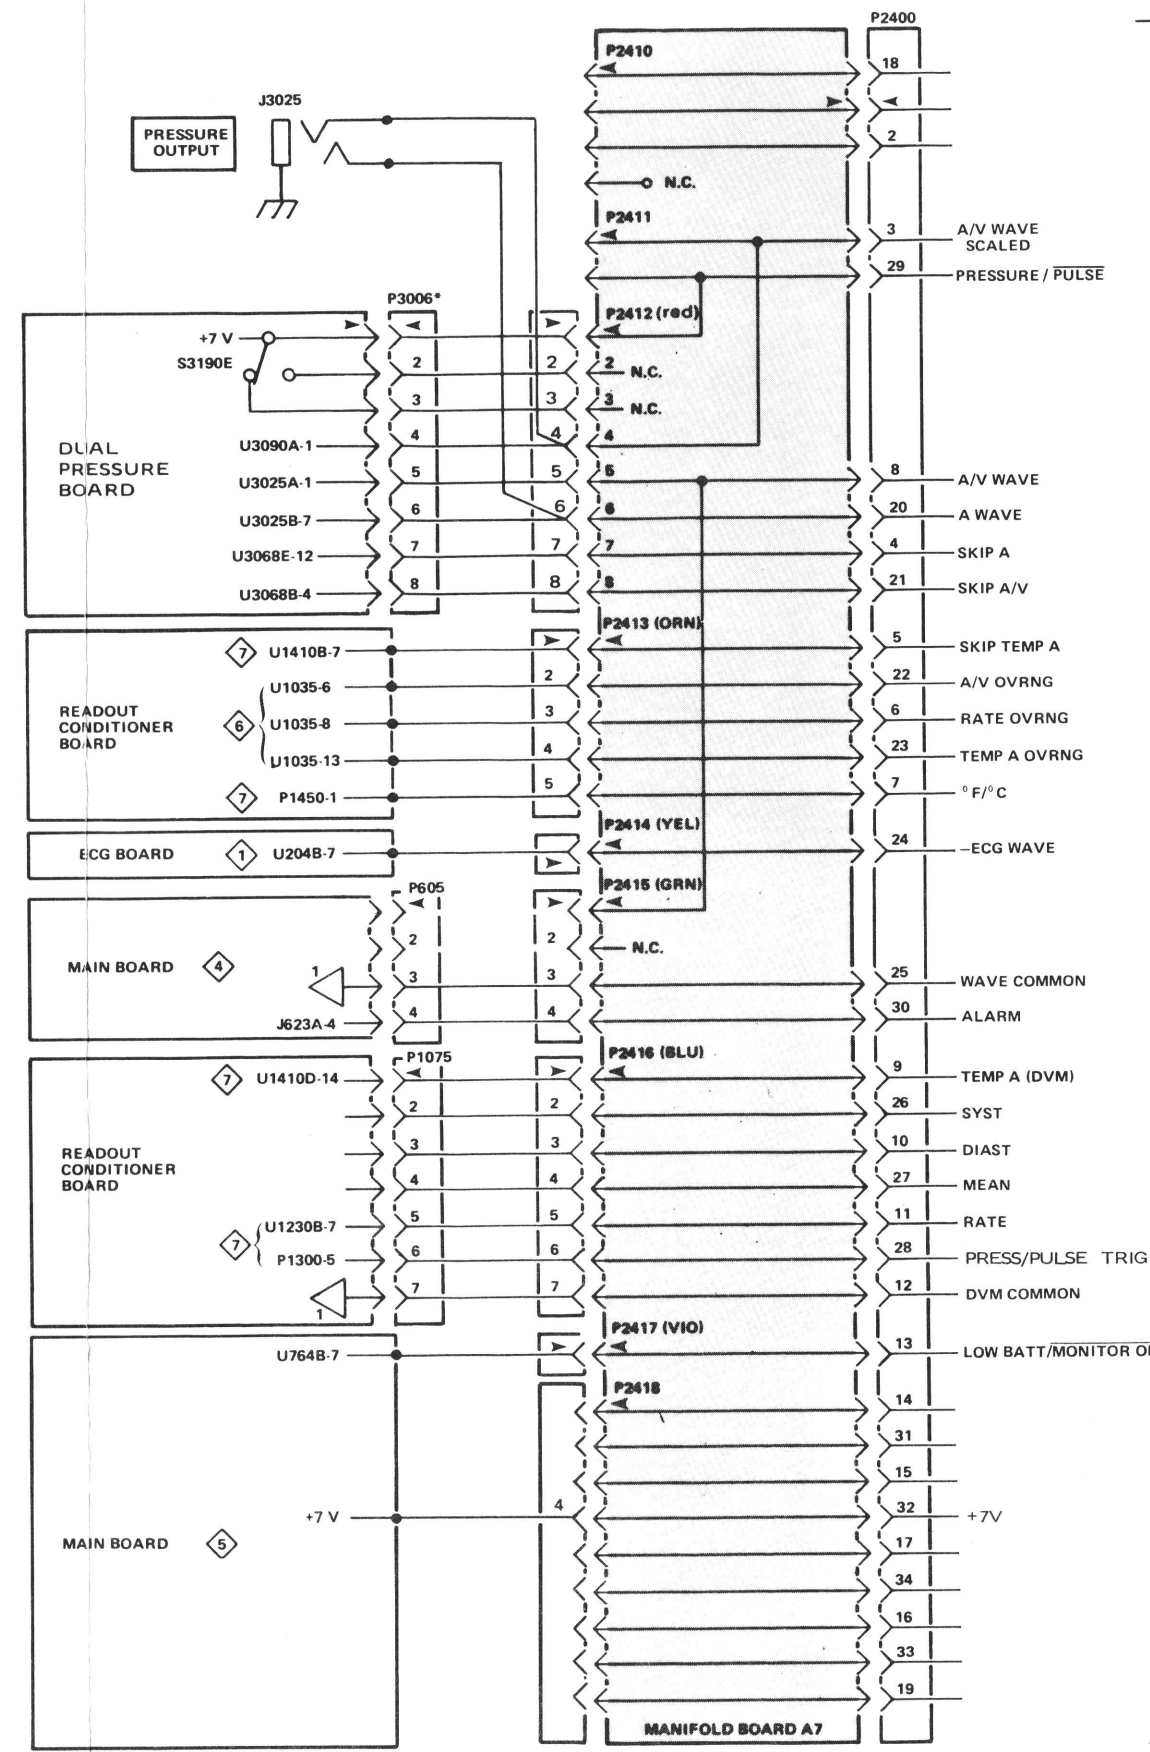 P2400
P2410
18
J3025
PRESSURE
OUTPUT
2
N.C.
P2411
3
A/V WAVE
SCALED
29
PRESSURE / PULSE
P3006*
P2412 (red)
+7 V
S3190E
2
2
2
N.C.
3
3
3
N.C.
DUAL
PRESSURE
BOARD
U3090A-1
4
4
4
U3025A-1
5
5
5
8
A/V WAVE
U3025B-7
6
6
6
20
A WAVE
U3068E-12
7
7
7
4
SKIP A
U3068B-4
8
8
8
21
SKIP A/V
P2413 (ORN)
READOUT
CONDITIONER
BOARD
7
U1410B-7
5
SKIP TEMP A
U1035-6
2
22
A/V OVRNG
6
U1035-8
3
6
RATE OVRNG
U1035-13
4
23
TEMP A OVRNG
7
P1450-1
5
7
°F/°C
P2414 (YEL)
ECG BOARD
1
U204B-7
24
–ECG WAVE
P605
P2415 (GRN)
2
2
N.C.
MAIN BOARD
4
1
3
3
25
WAVE COMMON
J623A-4
4
4
30
ALARM
P1075
P2416 (BLU)
7
U1410D-14
9
TEMP A (DVM)
2
2
26
SYST
READOUT
CONDITIONER
BOARD
3
3
10
DIAST
4
4
27
MEAN
7
U1230B-7
5
5
11
RATE
P1300-5
6
6
28
PRESS/PULSE TRIG
1
7
7
12
DVM COMMON
P2417 (VIO)
U764B-7
13
LOW BATT/MONITOR
P2418
14
31
15
+7 V
4
32
+7V
MAIN BOARD
5
17
34
16
33
19
MANIFOLD BOARD A7